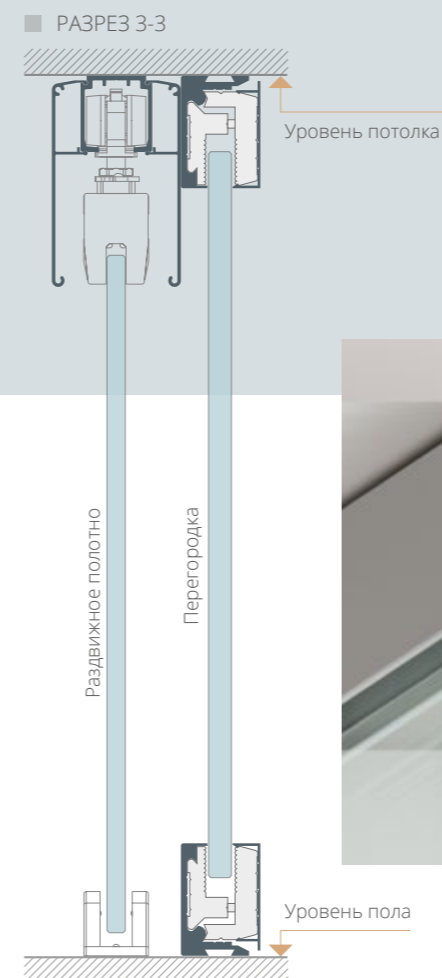 РАЗРЕЗ 3-3
Уровень потолка
Раздвижное полотно
Перегородка
Уровень пола